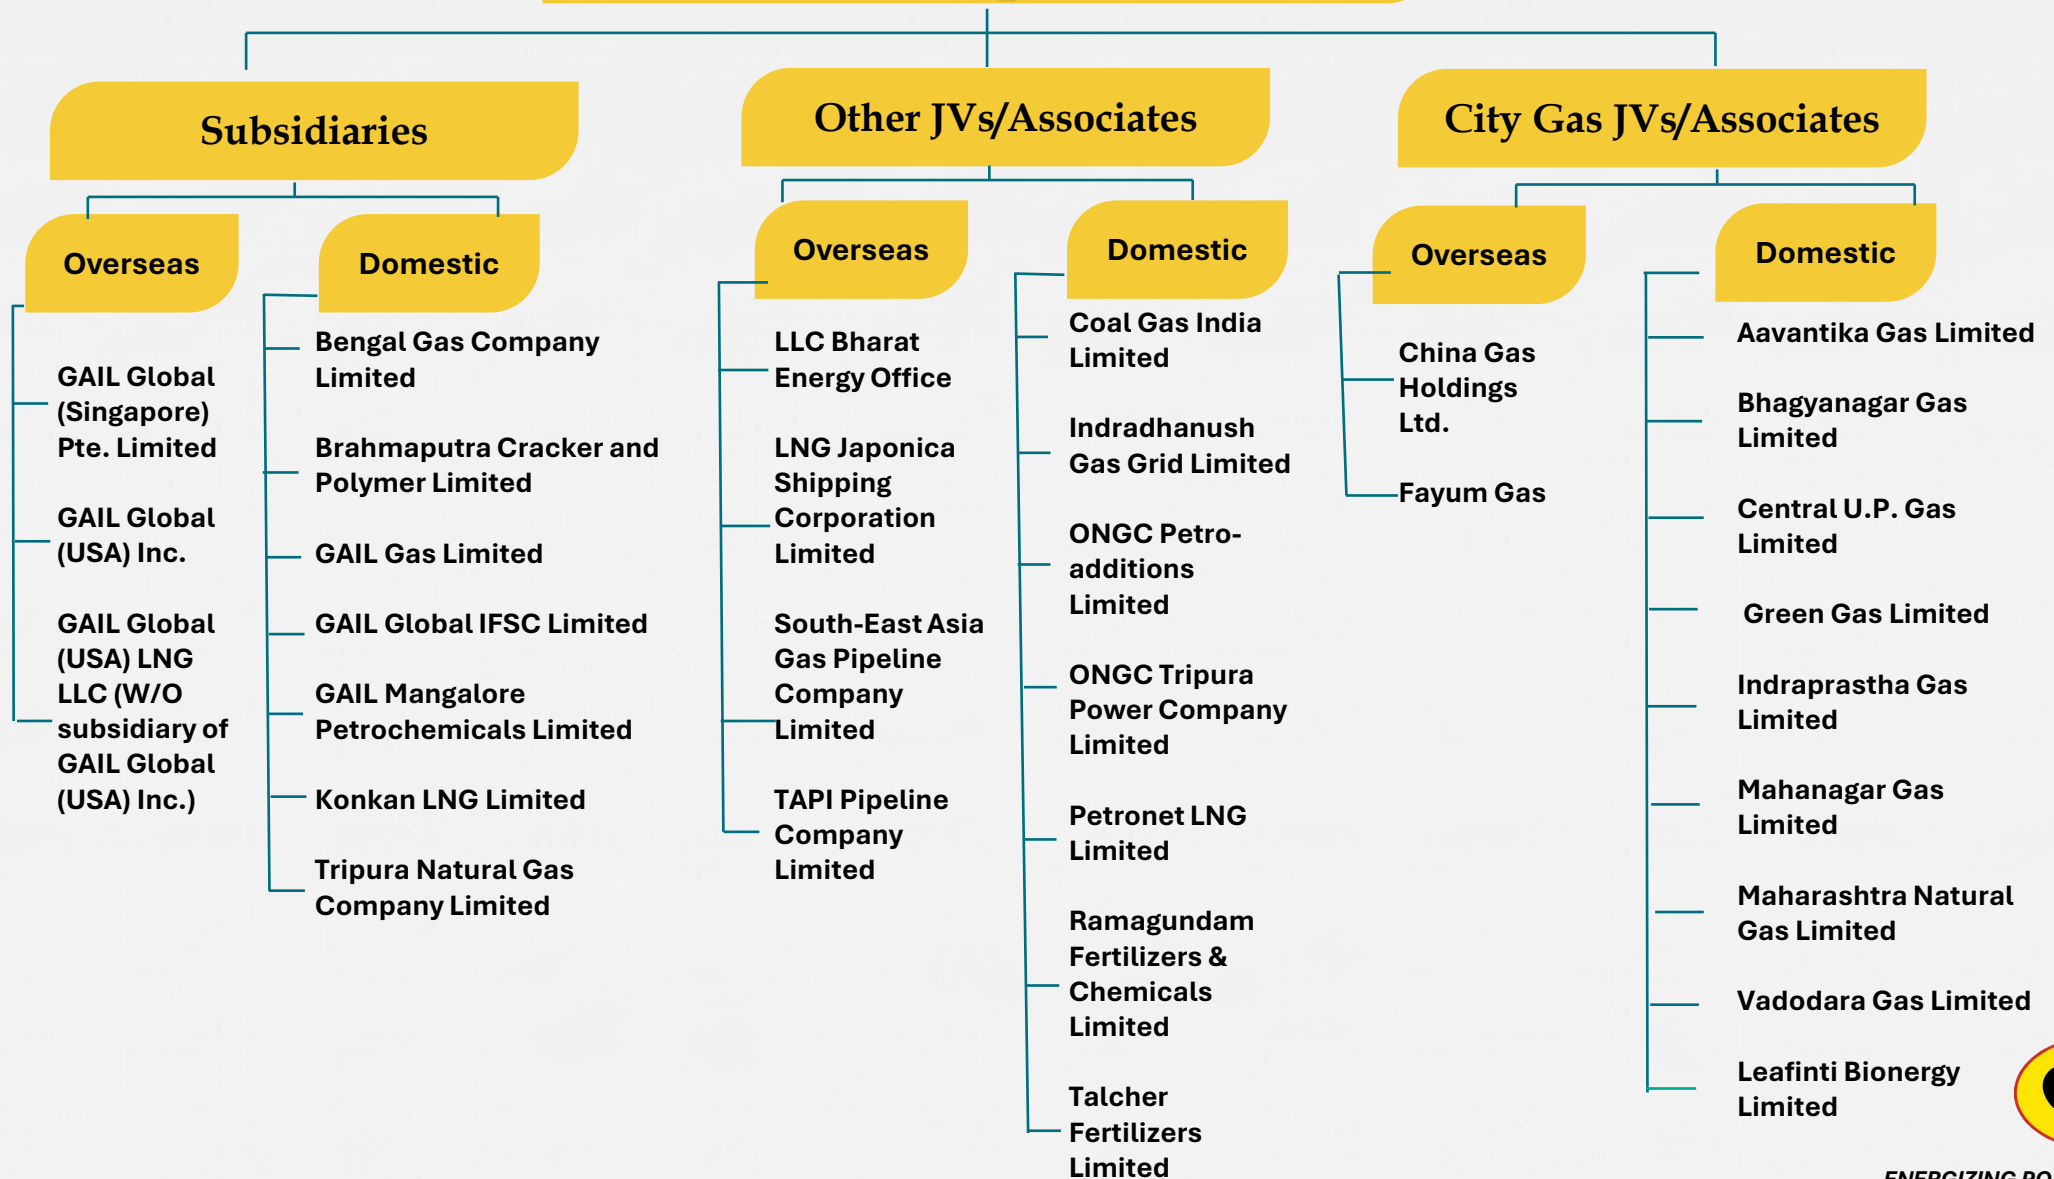 Subsidiaries
Overseas
GAIL Global
(Singapore)
Pte. Limited
GAIL Global
(USA) Inc.
GAIL Global
(USA) LNG
LLC (W/O
subsidiary of
GAIL Global
(USA) Inc.)
Domestic
Bengal Gas Company
Limited
Brahmaputra Cracker and
Polymer Limited
GAIL Gas Limited
GAIL Global IFSC Limited
GAIL Mangalore
Petrochemicals Limited
Konkan LNG Limited
Tripura Natural Gas
Company Limited
Other JVs/Associates
Overseas
LLC Bharat
Energy Office
LNG Japonica
Shipping
Corporation
Limited
South-East Asia
Gas Pipeline
Company
Limited
TAPI Pipeline
Company
Limited
Domestic
Coal Gas India
Limited
Indradhanush
Gas Grid Limited
ONGC Petro-
additions
Limited
ONGC Tripura
Power Company
Limited
Petronet LNG
Limited
Ramagundam
Fertilizers &
Chemicals
Limited
Talcher
Fertilizers
Limited
City Gas JVs/Associates
Overseas
China Gas
Holdings
Ltd.
Fayum Gas
Domestic
Aavantika Gas Limited
Bhagyanagar Gas
Limited
Central U.P. Gas
Limited
Green Gas Limited
Indraprastha Gas
Limited
Mahanagar Gas
Limited
Maharashtra Natural
Gas Limited
Vadodara Gas Limited
Leafinti Bionergy
Limited